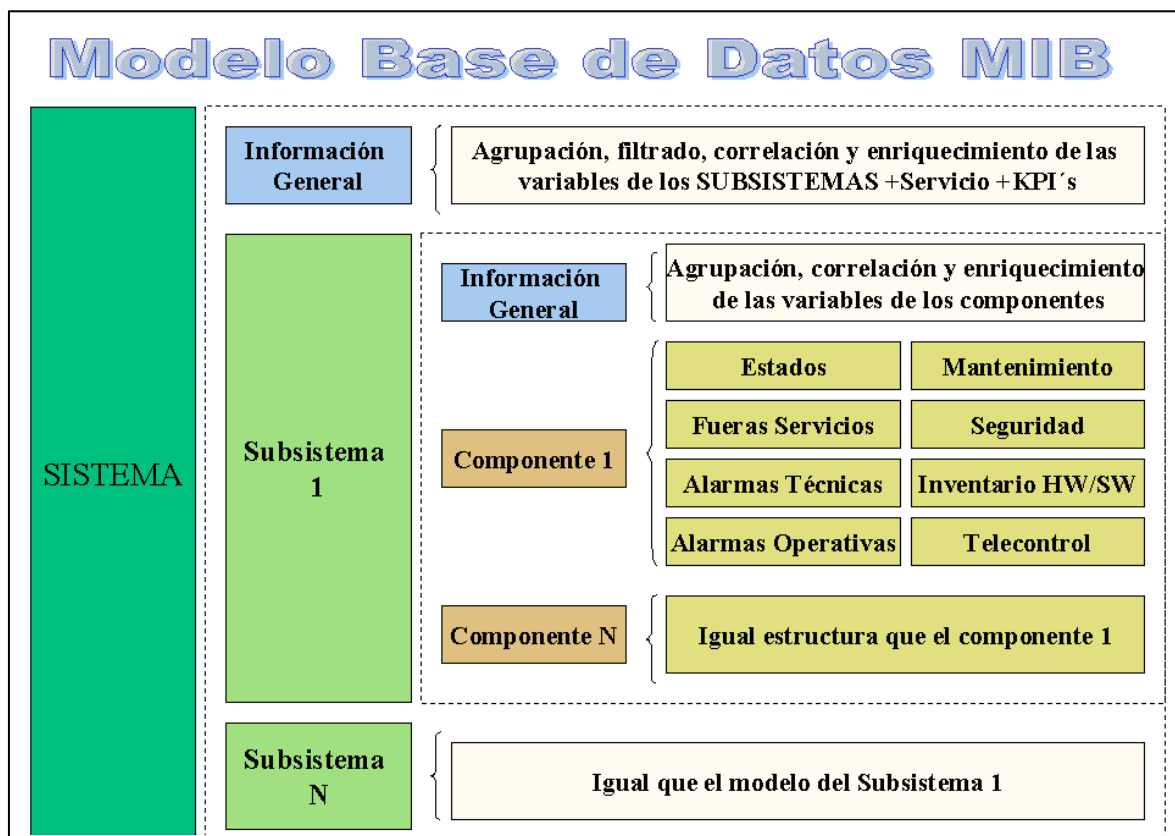 Modelo Base de Datos MIB
SISTEMA
Información
General
Agrupación, filtrado, correlación y enriquecimiento de las
variables de los SUBSISTEMAS +Servicio +KPI´s
Subsistema
1
Información
General
Agrupación, correlación y enriquecimiento
de las variables de los componentes
Componente 1
Estados
Mantenimiento
Fueras Servicios
Seguridad
Alarmas Técnicas
Inventario HW/SW
Alarmas Operativas
Telecontrol
Componente N
Igual estructura que el componente 1
Subsistema
N
Igual que el modelo del Subsistema 1